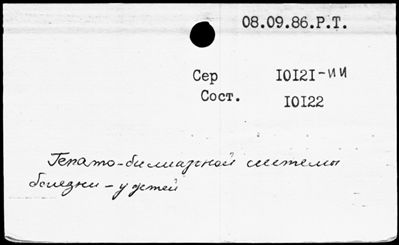 08.09.86.Р.Т.
Сер 10121-ИИ
Сост. 10122
Гепато-билиарной системы
болезни - у детей